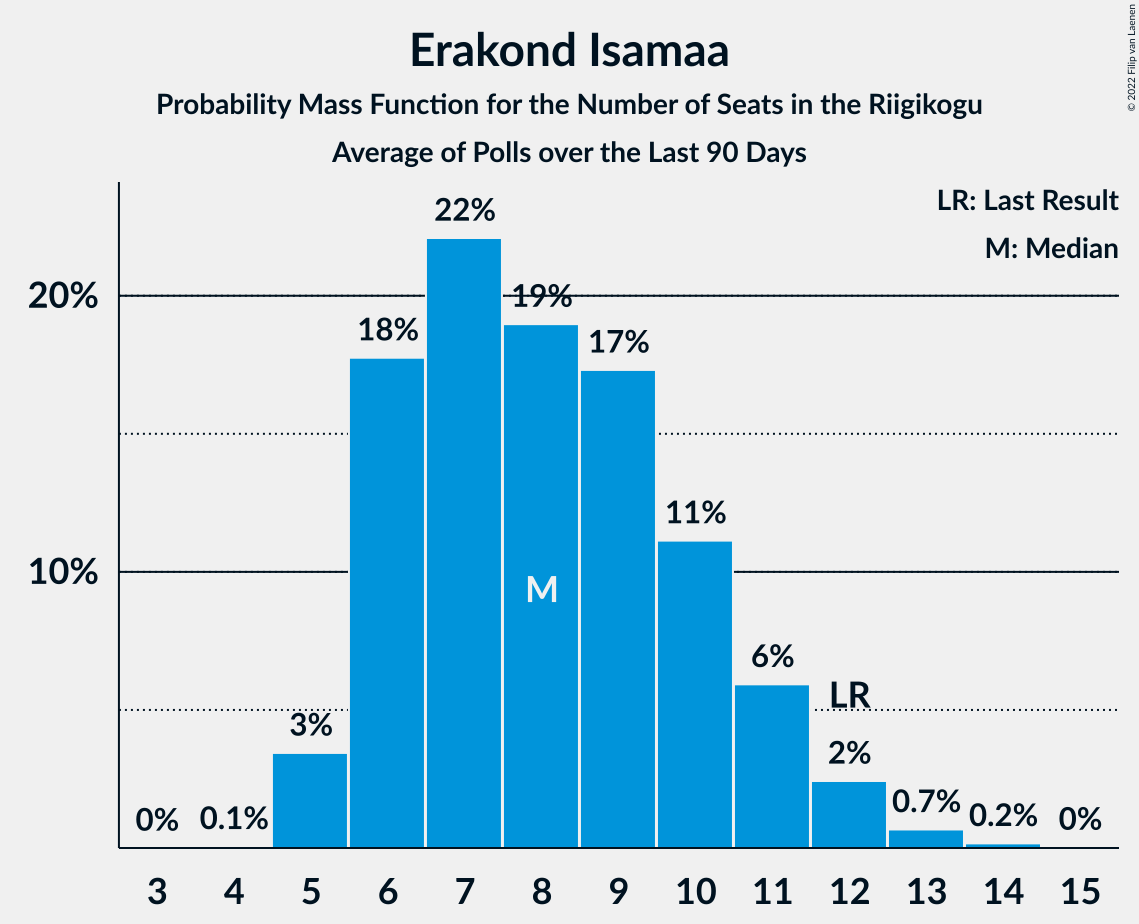 Erakond Isamaa
Probability Mass Function for the Number of Seats in the Riigikogu
Average of Polls over the Last 90 Days
© 2022 Filip van Laenen
LR: Last Result
M: Median
22%
20%
19%
18%
17%
11%
10%
M
6%
LR
3%
2%
0%
0.1%
0.7%
0.2%
0%
3 4 5 6 7 8 9 10 11 12 13 14 15